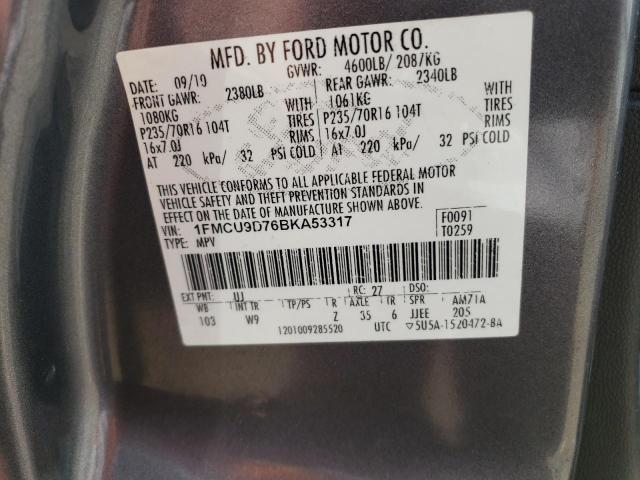 MFD. BY FORD MOTOR CO.
DATE: 09/10 GVWR: 4600LB/ 2087KG
FRONT GAWR: 2380LB REAR GAWR: 2340LB
1080KG WITH 1061KG WITH
P235/70R16 104T TIRES P235/70R16 104T TIRES
16x7.0J RIMS 16x7.0J RIMS
AT 220 kPa/ 32 PSI COLD AT 220 kPa/ 32 PSI COLD
THIS VEHICLE CONFORMS TO ALL APPLICABLE FEDERAL MOTOR
VEHICLE SAFETY AND THEFT PREVENTION STANDARDS IN
EFFECT ON THE DATE OF MANUFACTURE SHOWN ABOVE.
VIN: 1FMCU9D76BKA53317 F0091
TYPE: MPV T0259
EXT PNT: UJ RC: 27 DSO:
WB INT TR TP/PS R AXLE TR SPR AM71A
103 W9 Z 35 6 JJEE 205
1201009285520 UTC ▽5U5A-1520472-8A